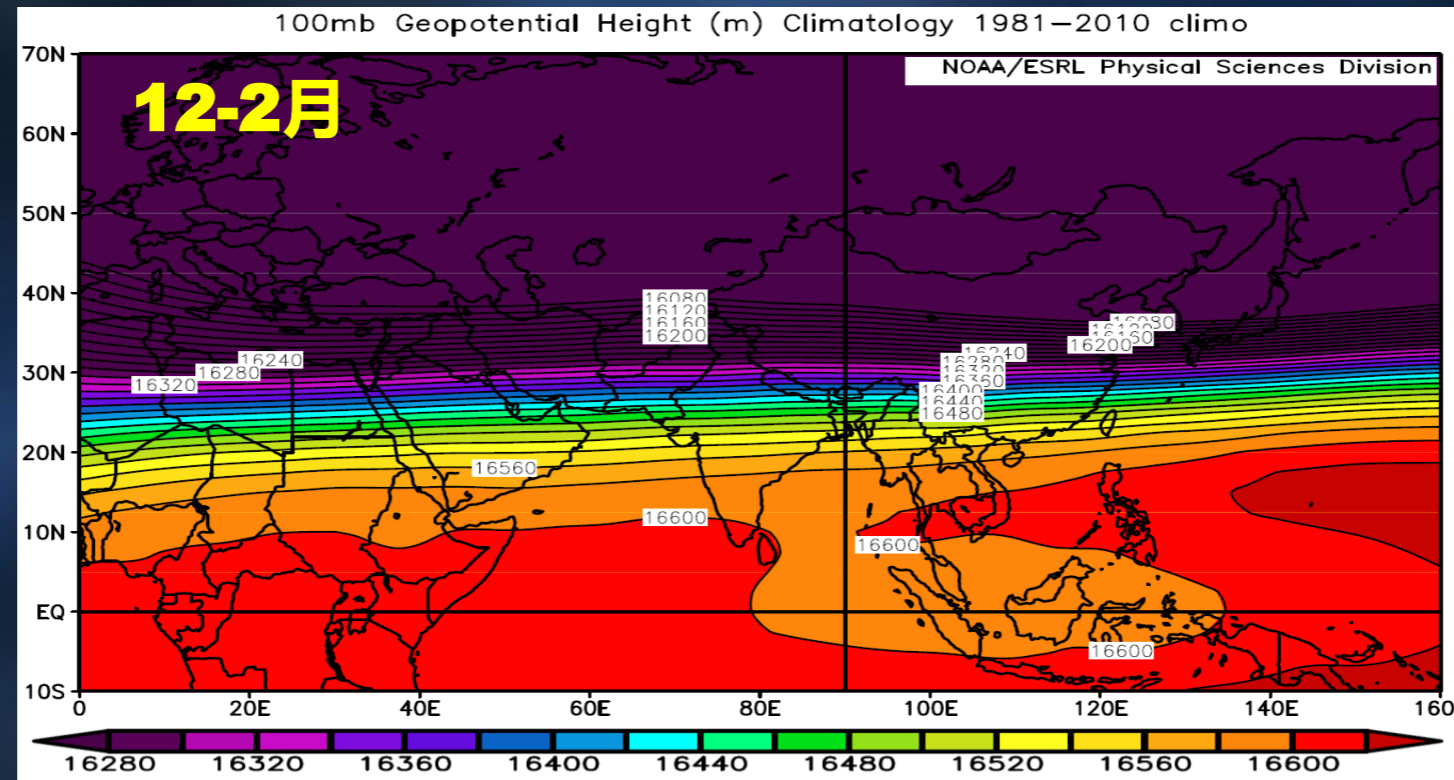 100mb Geopotential Height (m) Climatology 1981−2010 climo
NOAA/ESRL Physical Sciences Division
12-2月
70N
60N
50N
40N
30N
20N
10N
EQ
10S
16080
16120
16160
16200
16080
16160
16200
16240
16280
16320
16240
16280
16320
16360
16400
16440
16480
16560
16600
16600
16600
0 20E 40E 60E 80E 100E 120E 140E 160
16280 16320 16360 16400 16440 16480 16520 16560 16600